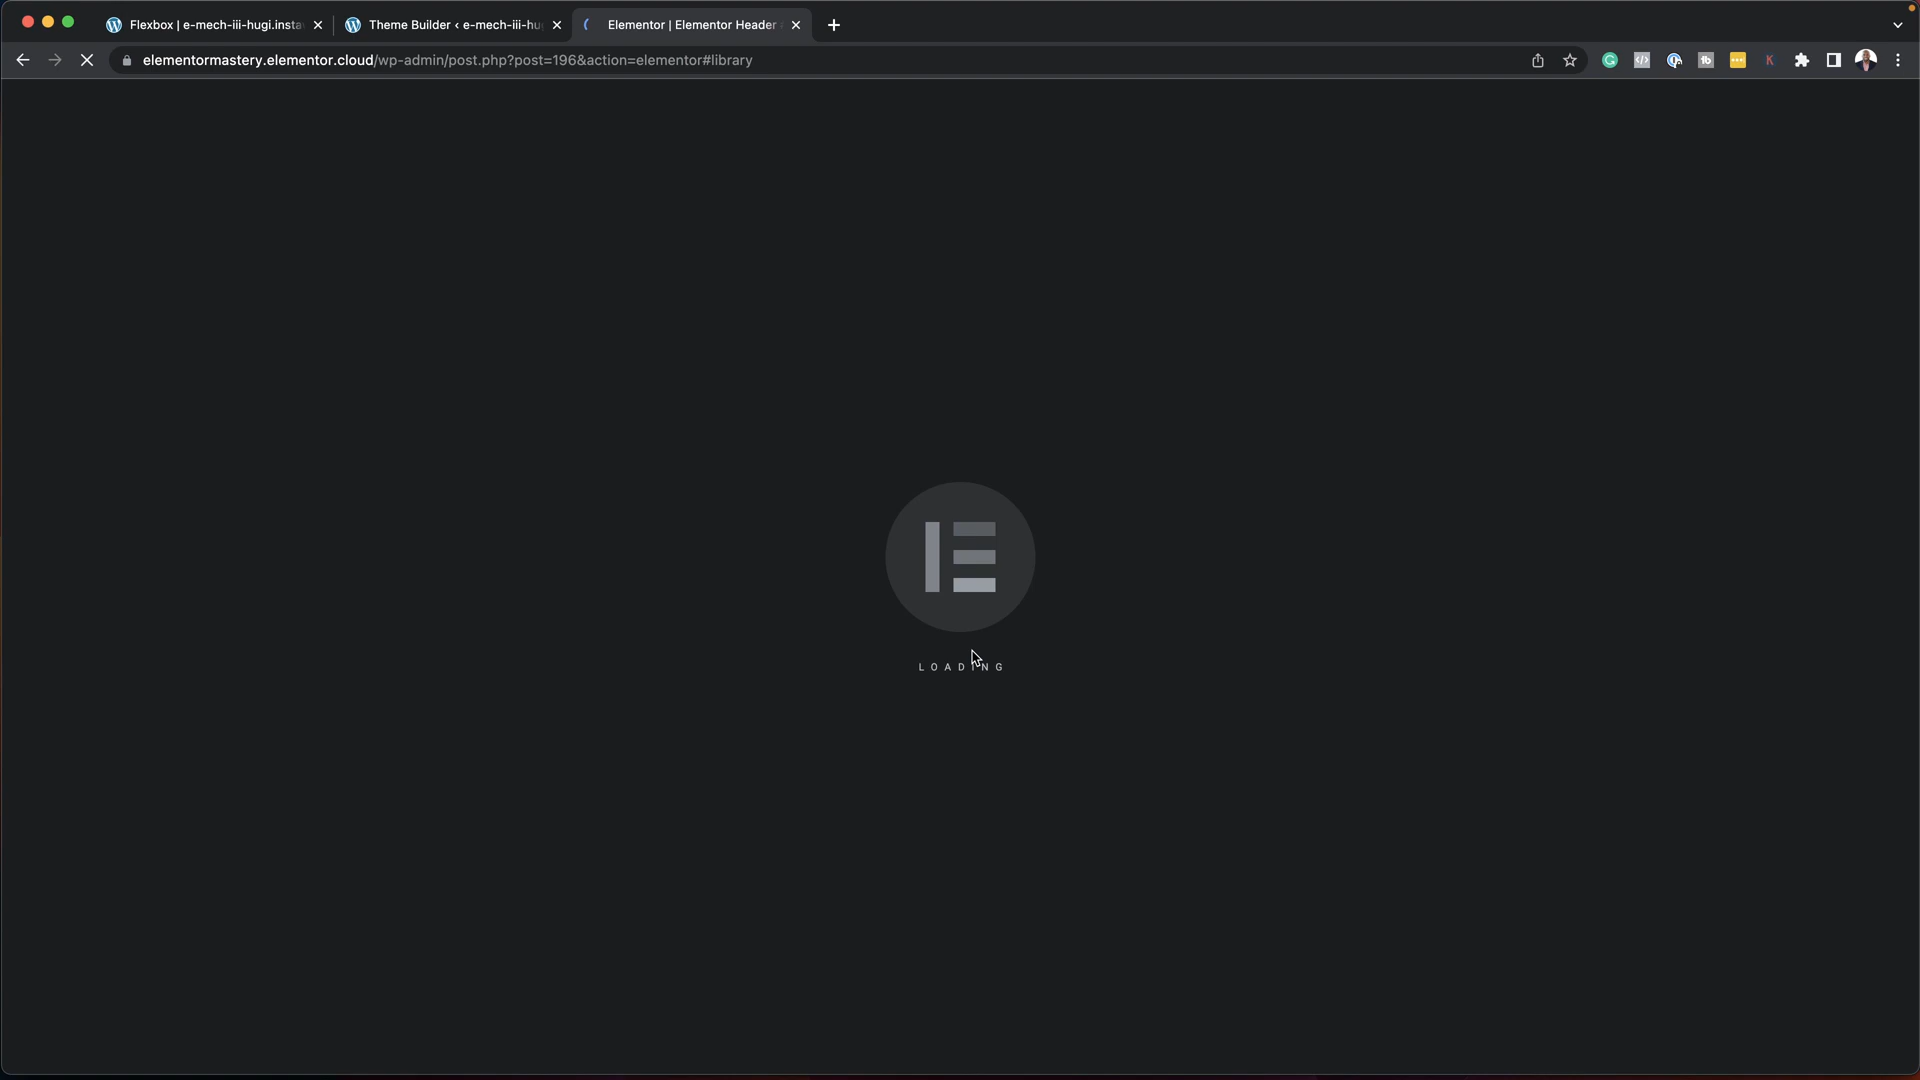 Flexbox | e-mech-iii-hugi.insta
Theme Builder ‹ e-mech-iii-hu
Elementor | Elementor Header
elementormastery.elementor.cloud/wp-admin/post.php?post=196&action=elementor#library
LOADING